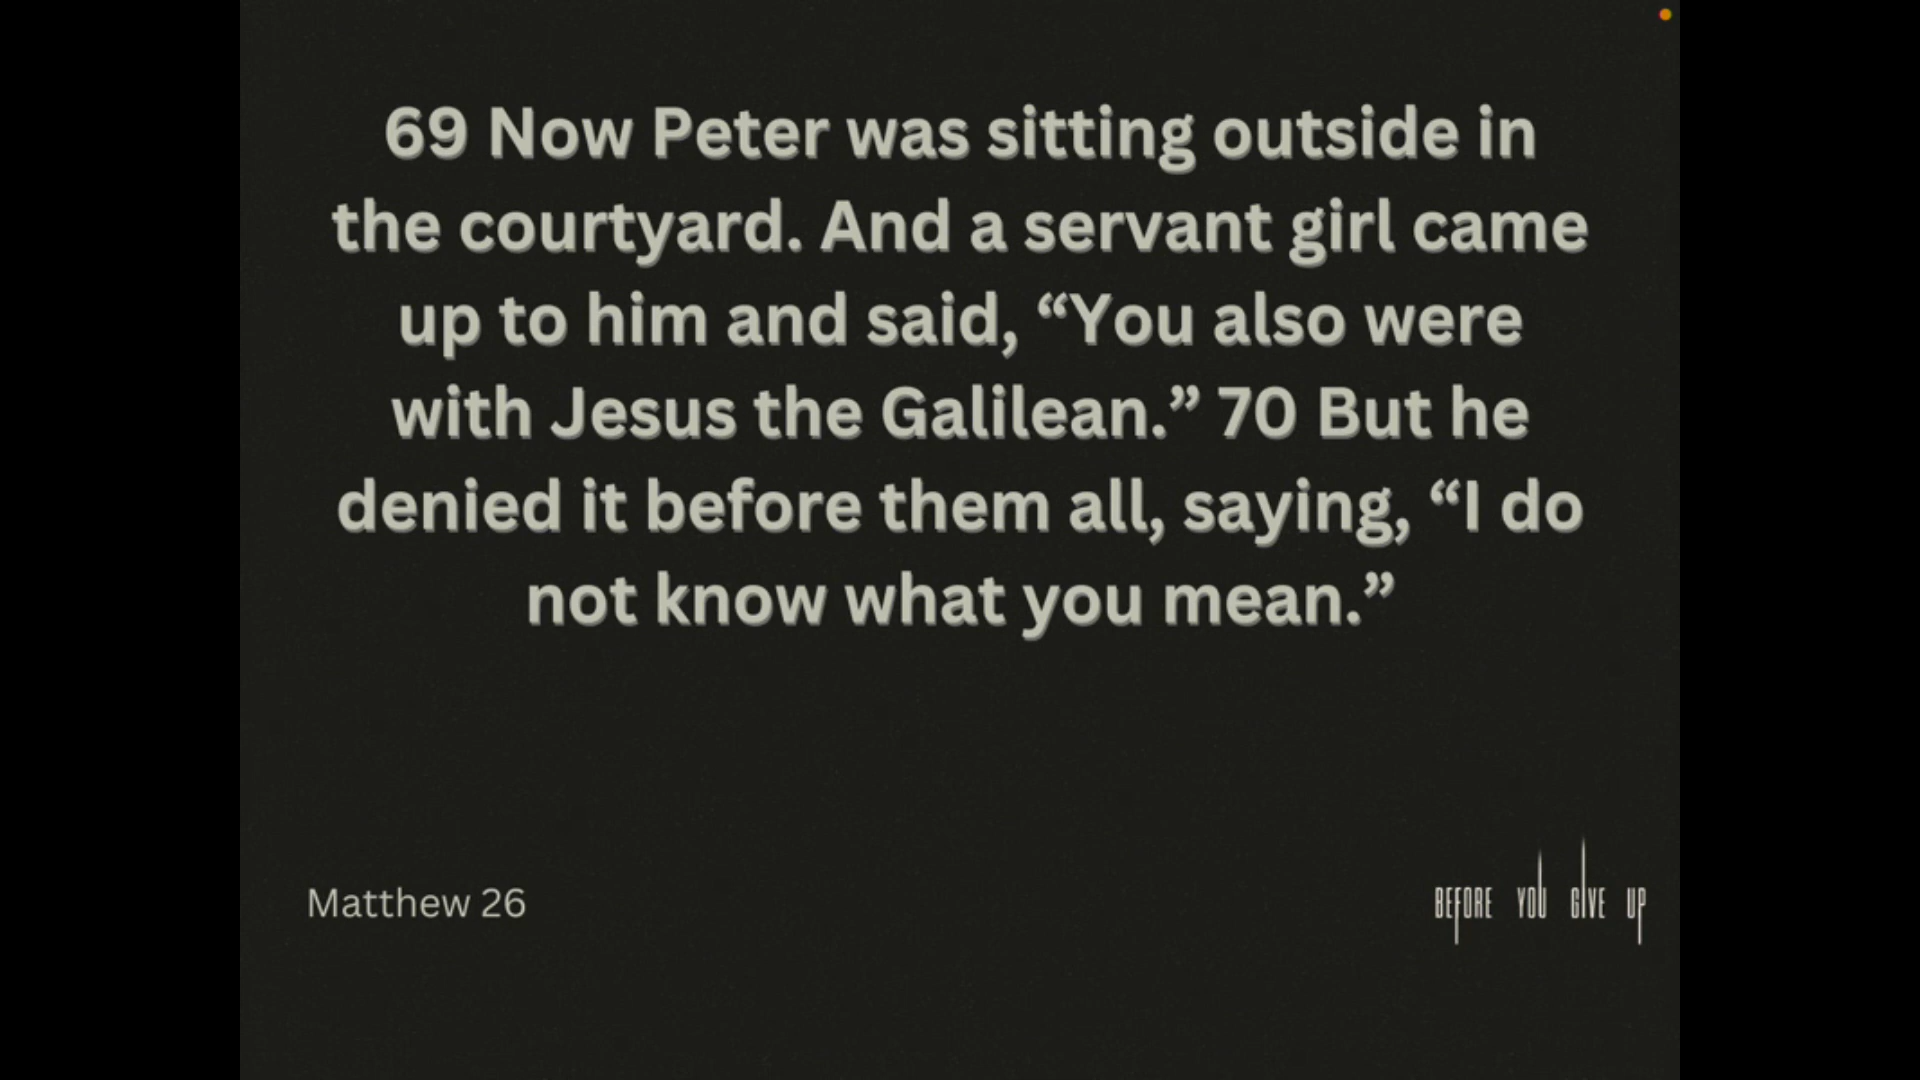 69 Now Peter was sitting outside in
the courtyard. And a servant girl came
up to him and said, “You also were
with Jesus the Galilean.” 70 But he
denied it before them all, saying, “I do
not know what you mean.”
Matthew 26
BEFORE YOU GIVE UP